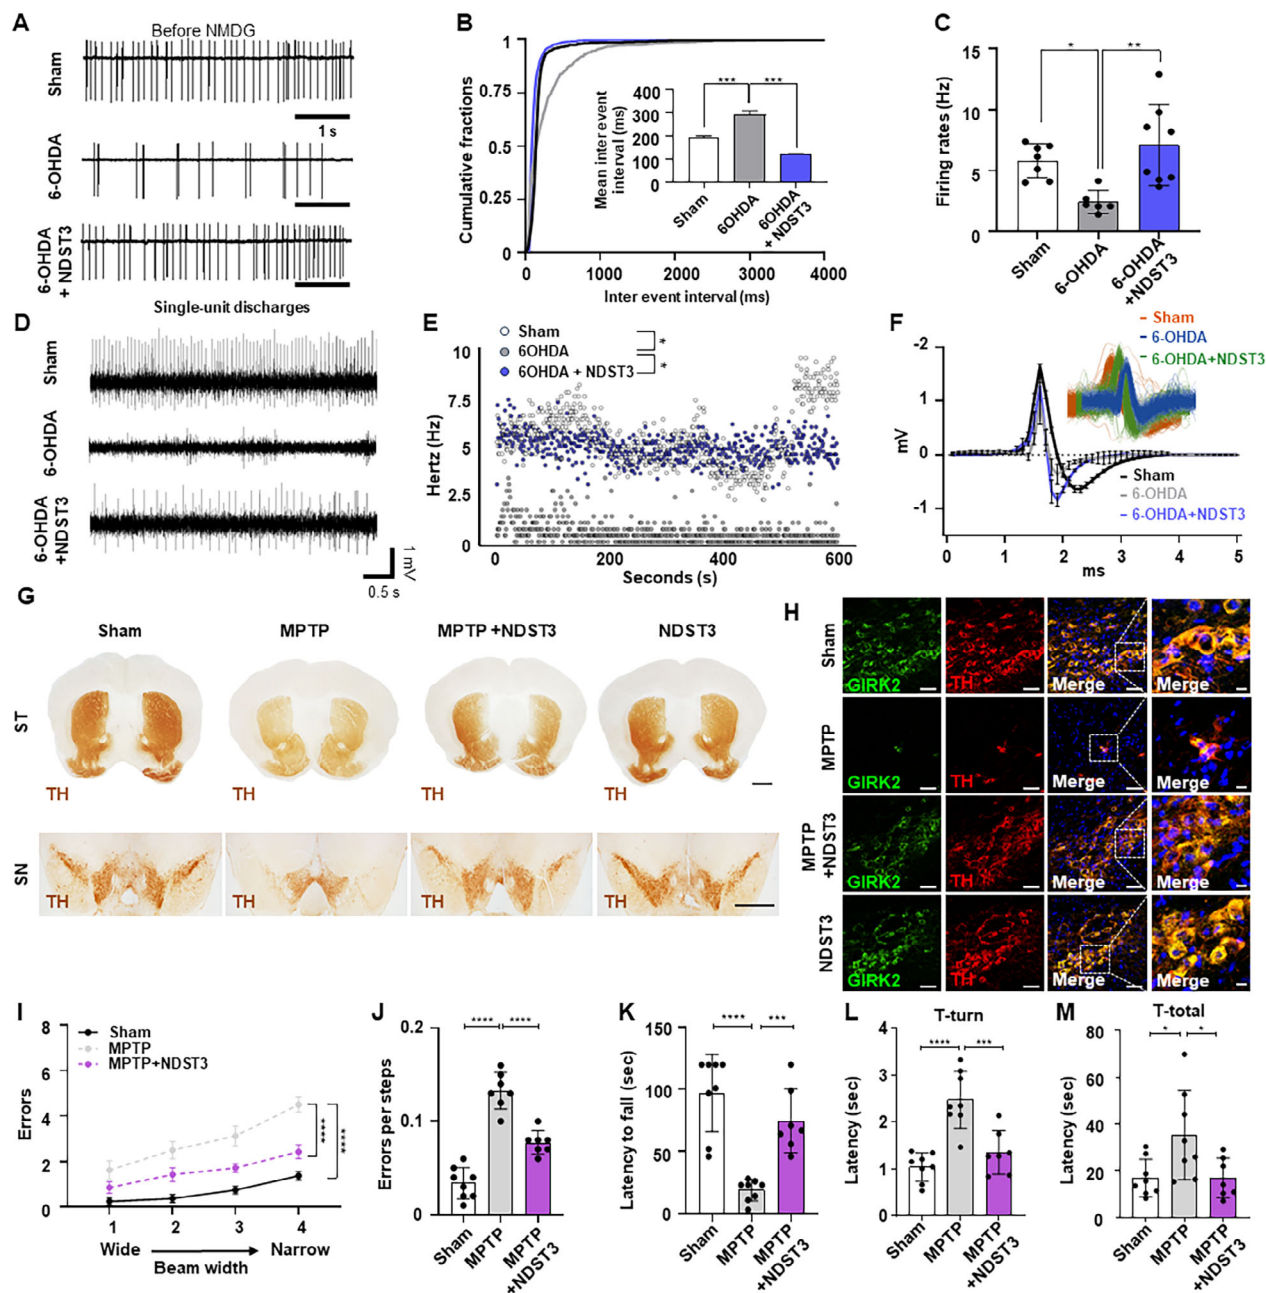 A
Before NMDG
Sham
1 s
6-OHDA
6-OHDA
+ NDST3
B
Cumulative fractions
1
0.75
0.5
0.25
0
0
1000
2000
3000
4000
Inter event interval (ms)
Mean inter event
interval (ms)
400
300
200
100
0
***
***
Sham
6OHDA
6OHDA
+ NDST3
C
Firing rates (Hz)
15
10
5
0
*
**
Sham
6-OHDA
6-OHDA
+NDST3
D
Single-unit discharges
Sham
6-OHDA
6-OHDA
+NDST3
1 mV
0.5 s
E
Sham
6OHDA
6OHDA + NDST3
*
*
Hertz (Hz)
10
7.5
5
2.5
0
0
200
400
600
Seconds (s)
F
Sham
6-OHDA
6-OHDA+NDST3
mV
-2
1
0
-1
Sham
6-OHDA
6-OHDA+NDST3
0
1
2
3
4
5
ms
G
Sham
MPTP
MPTP +NDST3
NDST3
ST
TH
TH
TH
TH
SN
TH
TH
TH
TH
H
Sham
GIRK2
TH
Merge
Merge
MPTP
GIRK2
TH
Merge
Merge
MPTP
+NDST3
GIRK2
TH
Merge
Merge
NDST3
GIRK2
TH
Merge
Merge
I
Sham
MPTP
MPTP+NDST3
Errors
8
6
4
2
0
****
****
1
2
3
4
Wide
Narrow
Beam width
J
Errors per steps
0.2
0.1
0
****
****
Sham
MPTP
MPTP
+NDST3
K
Latency to fall (sec)
150
100
50
0
****
***
Sham
MPTP
MPTP
+NDST3
L
T-turn
Latency (sec)
4
3
2
1
0
****
***
Sham
MPTP
MPTP
+NDST3
M
T-total
Latency (sec)
80
60
40
20
0
*
*
Sham
MPTP
MPTP
+NDST3